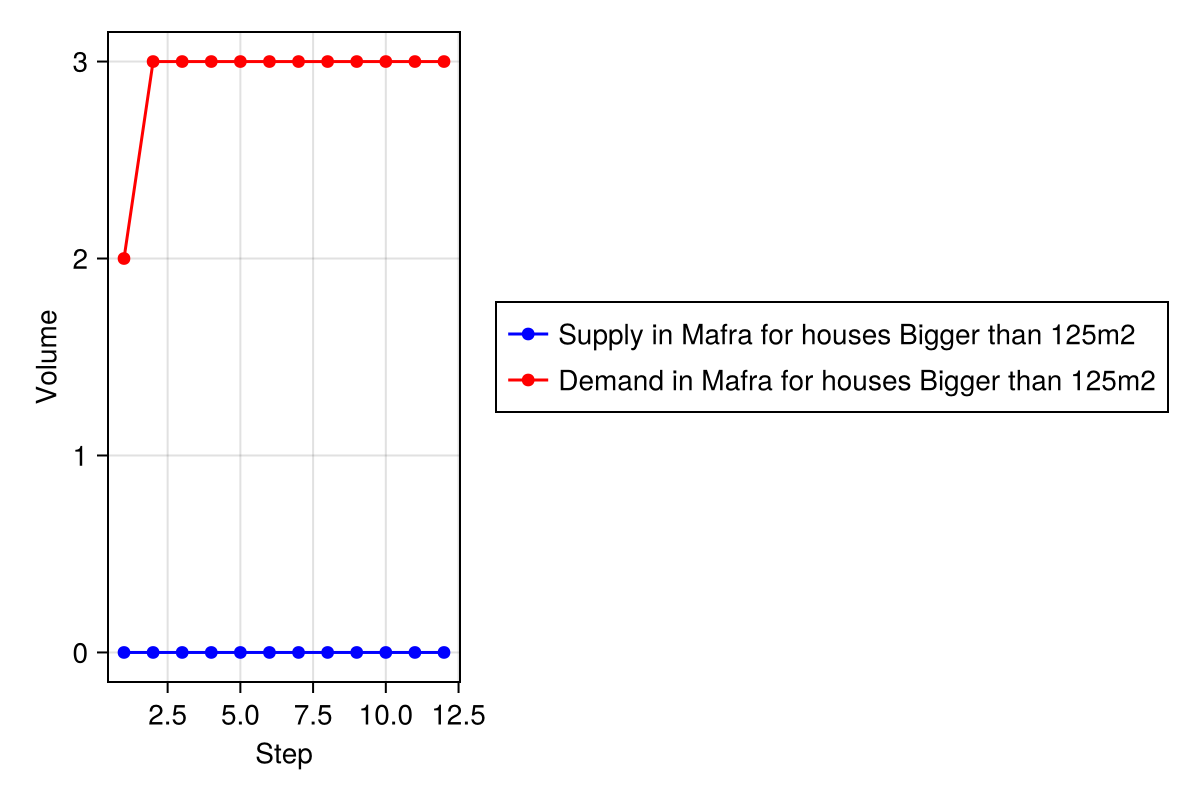 3
2
1
0
Volume
2.5 5.0 7.5 10.0 12.5
Step
Supply in Mafra for houses Bigger than 125m2
Demand in Mafra for houses Bigger than 125m2